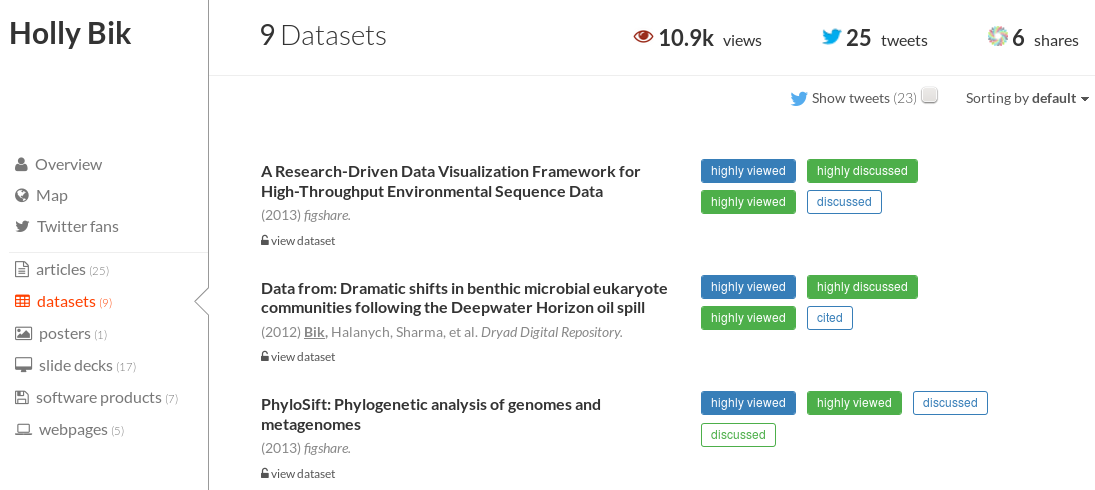 Holly Bik
9 Datasets
10.9k views
25 tweets
6 shares
Show tweets (23)
Sorting by default
Overview
Map
Twitter fans
articles (25)
datasets (9)
posters (1)
slide decks (17)
software products (7)
webpages (5)
A Research-Driven Data Visualization Framework for
High-Throughput Environmental Sequence Data
(2013) figshare.
view dataset
highly viewed highly discussed
highly viewed discussed
Data from: Dramatic shifts in benthic microbial eukaryote
communities following the Deepwater Horizon oil spill
(2012) Bik, Halanych, Sharma, et al. Dryad Digital Repository.
view dataset
highly viewed highly discussed
highly viewed cited
PhyloSift: Phylogenetic analysis of genomes and
metagenomes
(2013) figshare.
view dataset
highly viewed highly viewed discussed
discussed